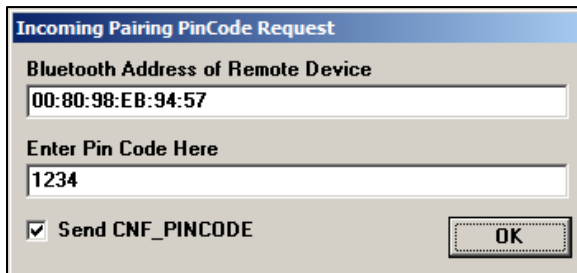 Incoming Pairing PinCode Request
Bluetooth Address of Remote Device
00:80:98:EB:94:57
Enter Pin Code Here
1234
Send CNF_PINCODE
OK